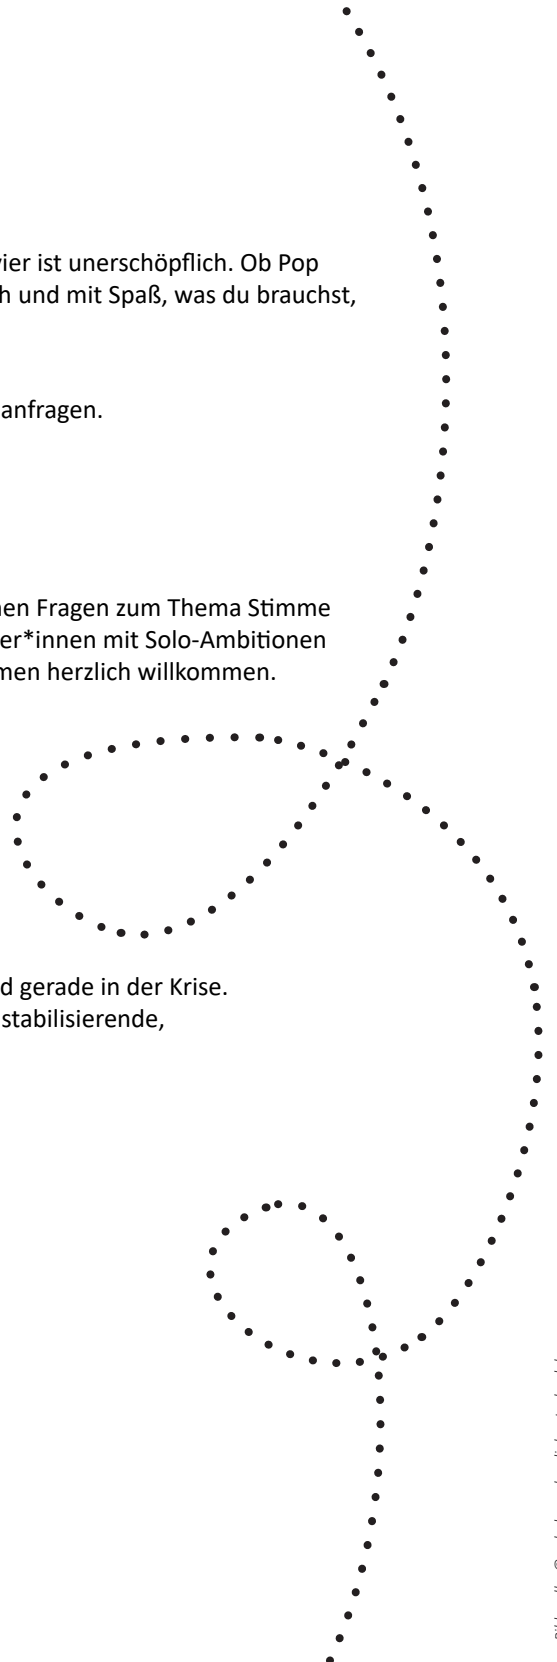 vier ist unerschöpflich. Ob Pop
h und mit Spaß, was du brauchst,
anfragen.
nen Fragen zum Thema Stimme
er*innen mit Solo-Ambitionen
men herzlich willkommen.
d gerade in der Krise.
stabilisierende,